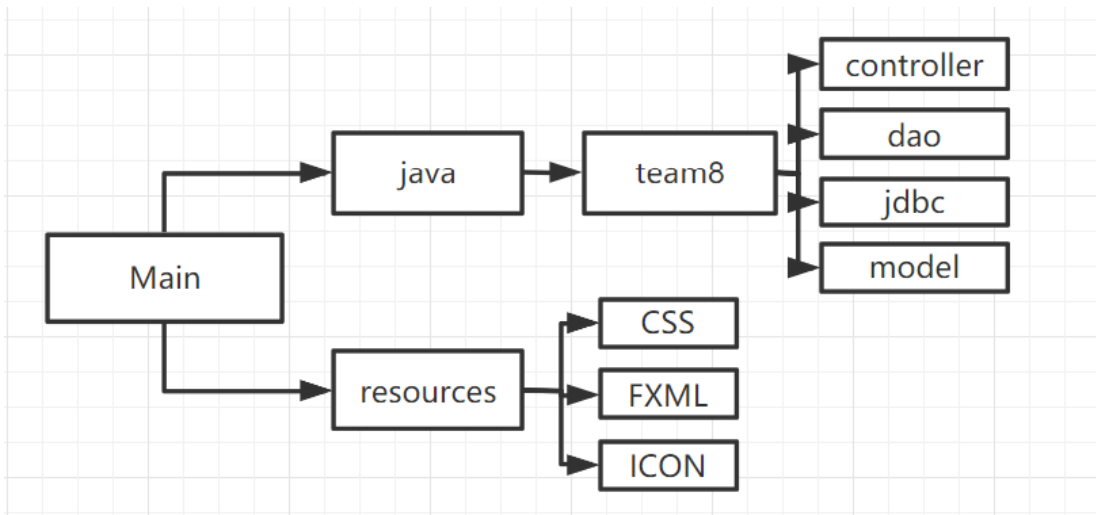 controller
dao
java
team8
jdbc
Main
model
CSS
resources
FXML
ICON